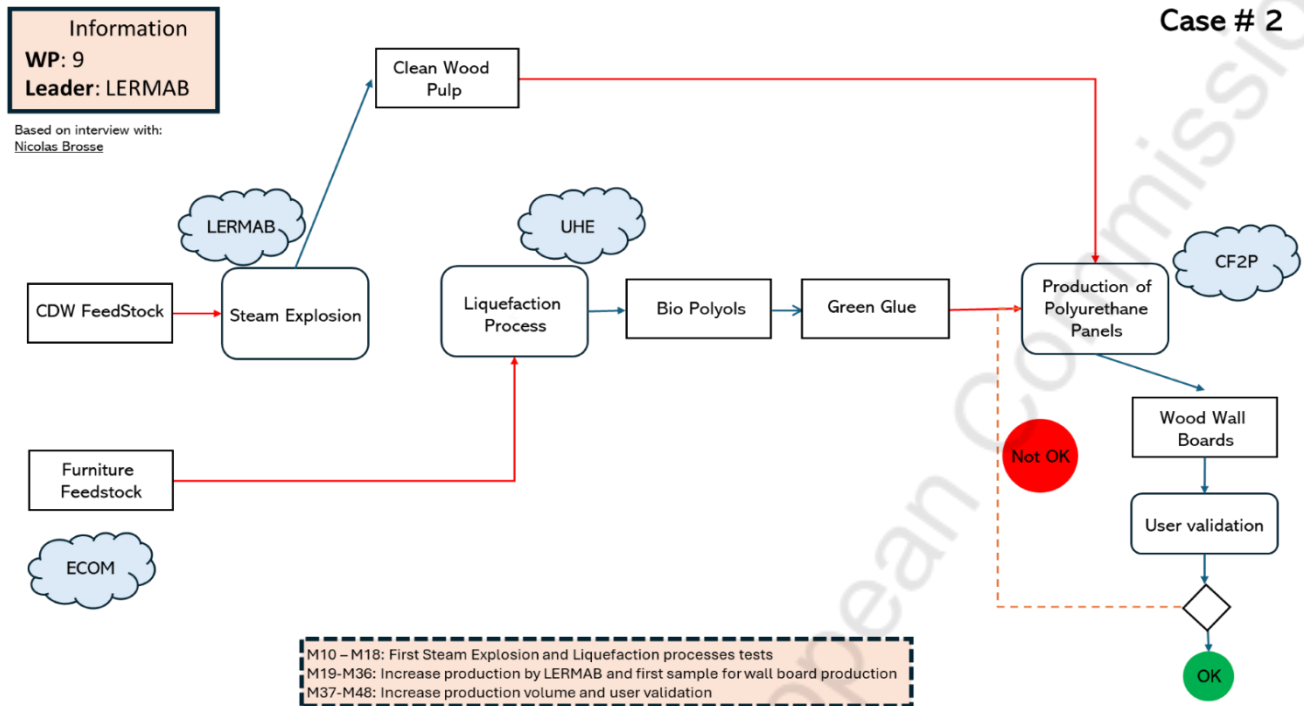 Case # 2
Information
WP: 9
Leader: LERMAB
Based on interview with:
Nicolas Brosse
Clean Wood
Pulp
LERMAB
UHE
CF2P
CDW FeedStock
Steam Explosion
Liquefaction
Process
Bio Polyols
Green Glue
Production of
Polyurethane
Panels
Wood Wall
Boards
Not OK
Furniture
Feedstock
User validation
ECOM
OK
M10 – M18: First Steam Explosion and Liquefaction processes tests
M19-M36: Increase production by LERMAB and first sample for wall board production
M37-M48: Increase production volume and user validation
opean Commissio